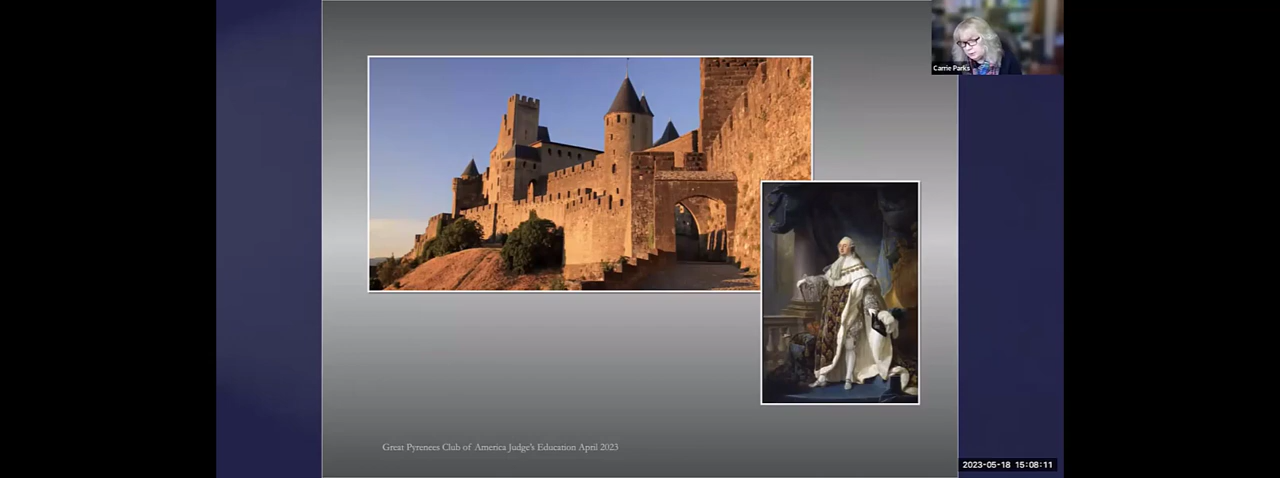 Carrie Parks
Great Pyrenees Club of America Judge's Education April 2023
2023-05-18 15:08:11